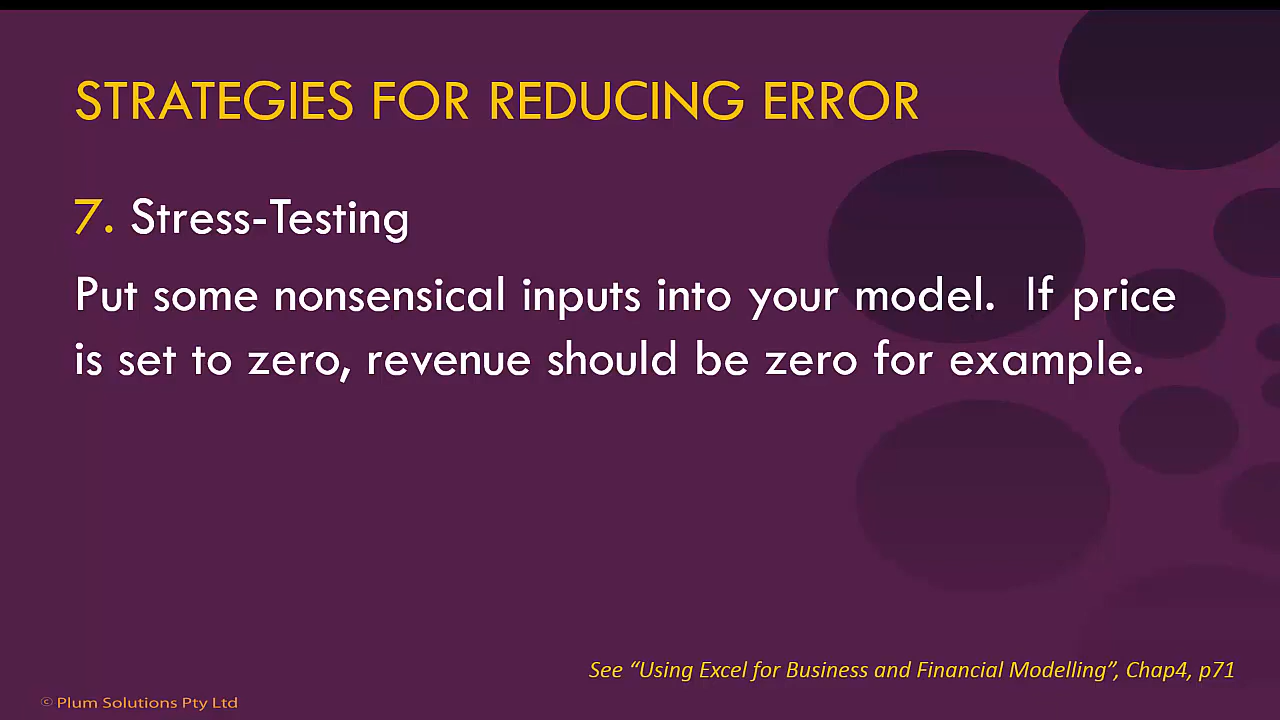 STRATEGIES FOR REDUCING ERROR
7. Stress-Testing
Put some nonsensical inputs into your model.  If price
is set to zero, revenue should be zero for example.
See “Using Excel for Business and Financial Modelling”, Chap4, p71
© Plum Solutions Pty Ltd